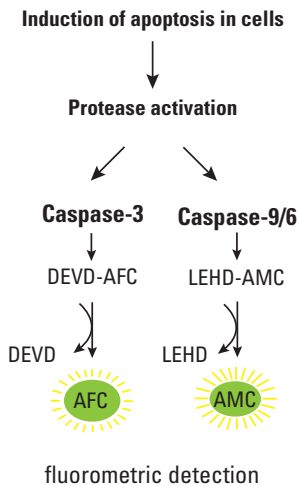 Induction of apoptosis in cells
Protease activation
Caspase-3 Caspase-9/6
DEVD-AFC LEHD-AMC
DEVD LEHD
AFC AMC
fluorometric detection